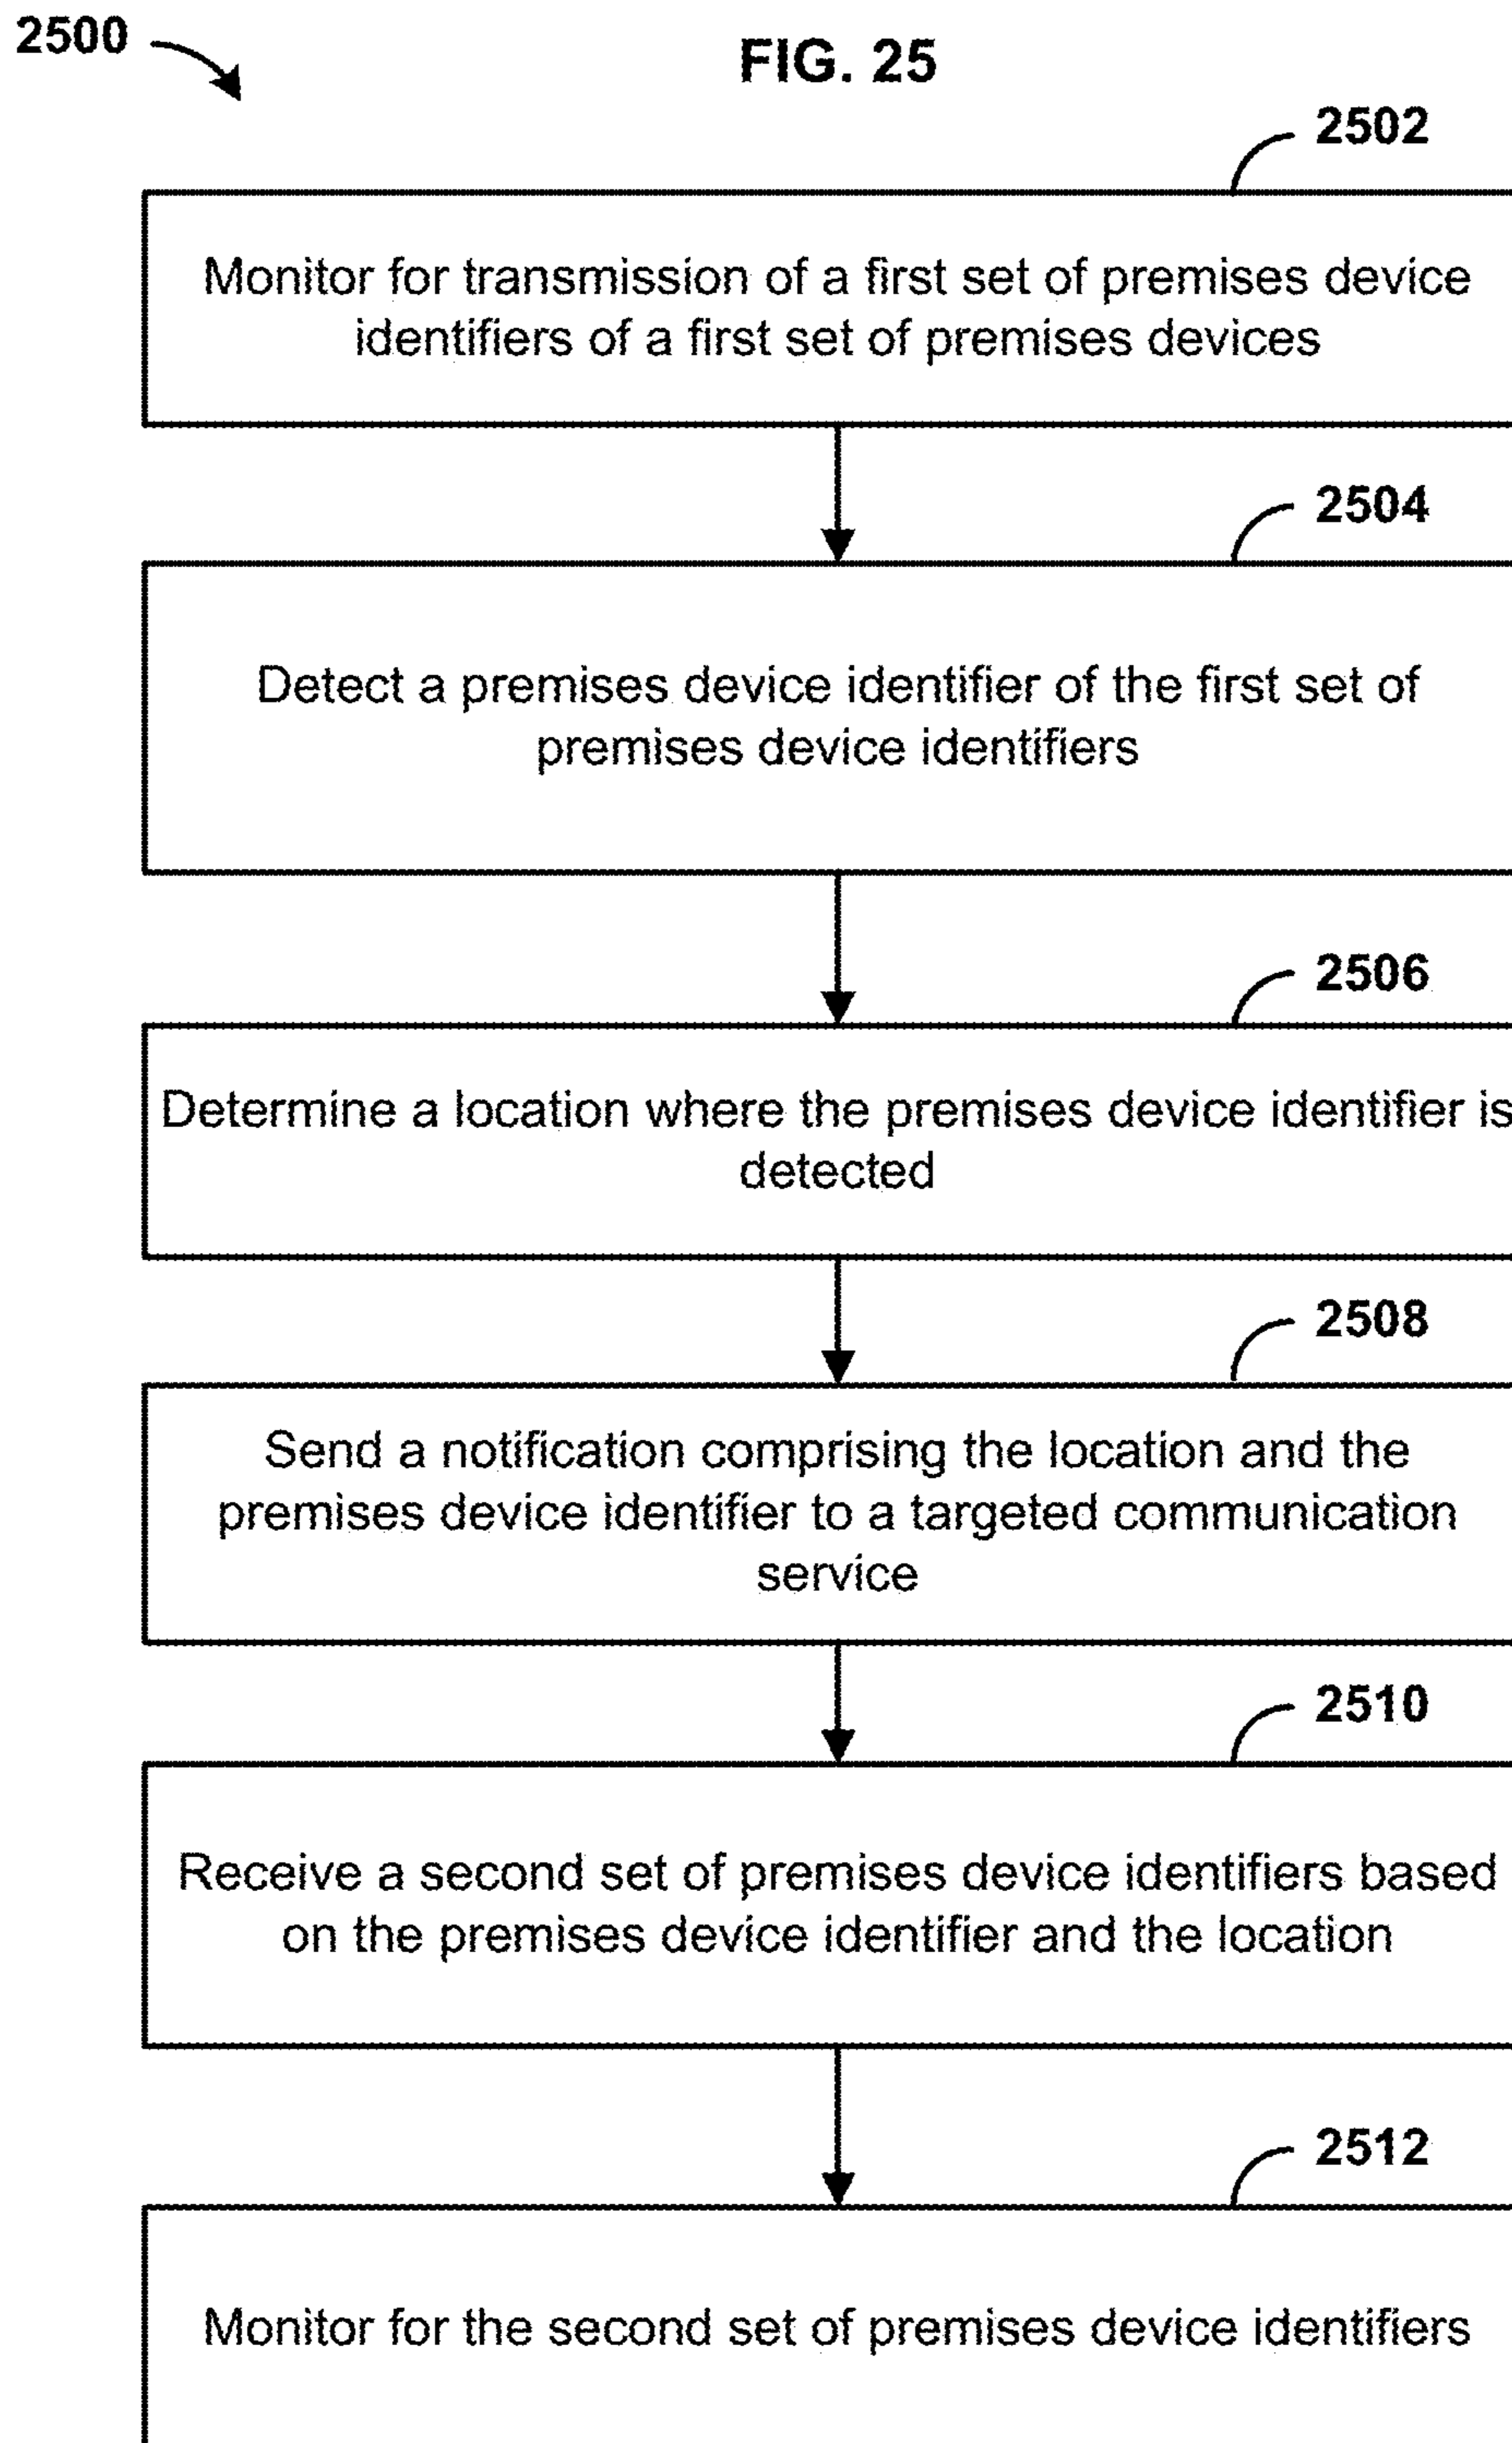 2500
FIG. 25
2502
Monitor for transmission of a first set of premises device
identifiers of a first set of premises devices
2504
Detect a premises device identifier of the first set of
premises device identifiers
2506
Determine a location where the premises device identifier is
detected
2508
Send a notification comprising the location and the
premises device identifier to a targeted communication
service
2510
Receive a second set of premises device identifiers based
on the premises device identifier and the location
2512
Monitor for the second set of premises device identifiers